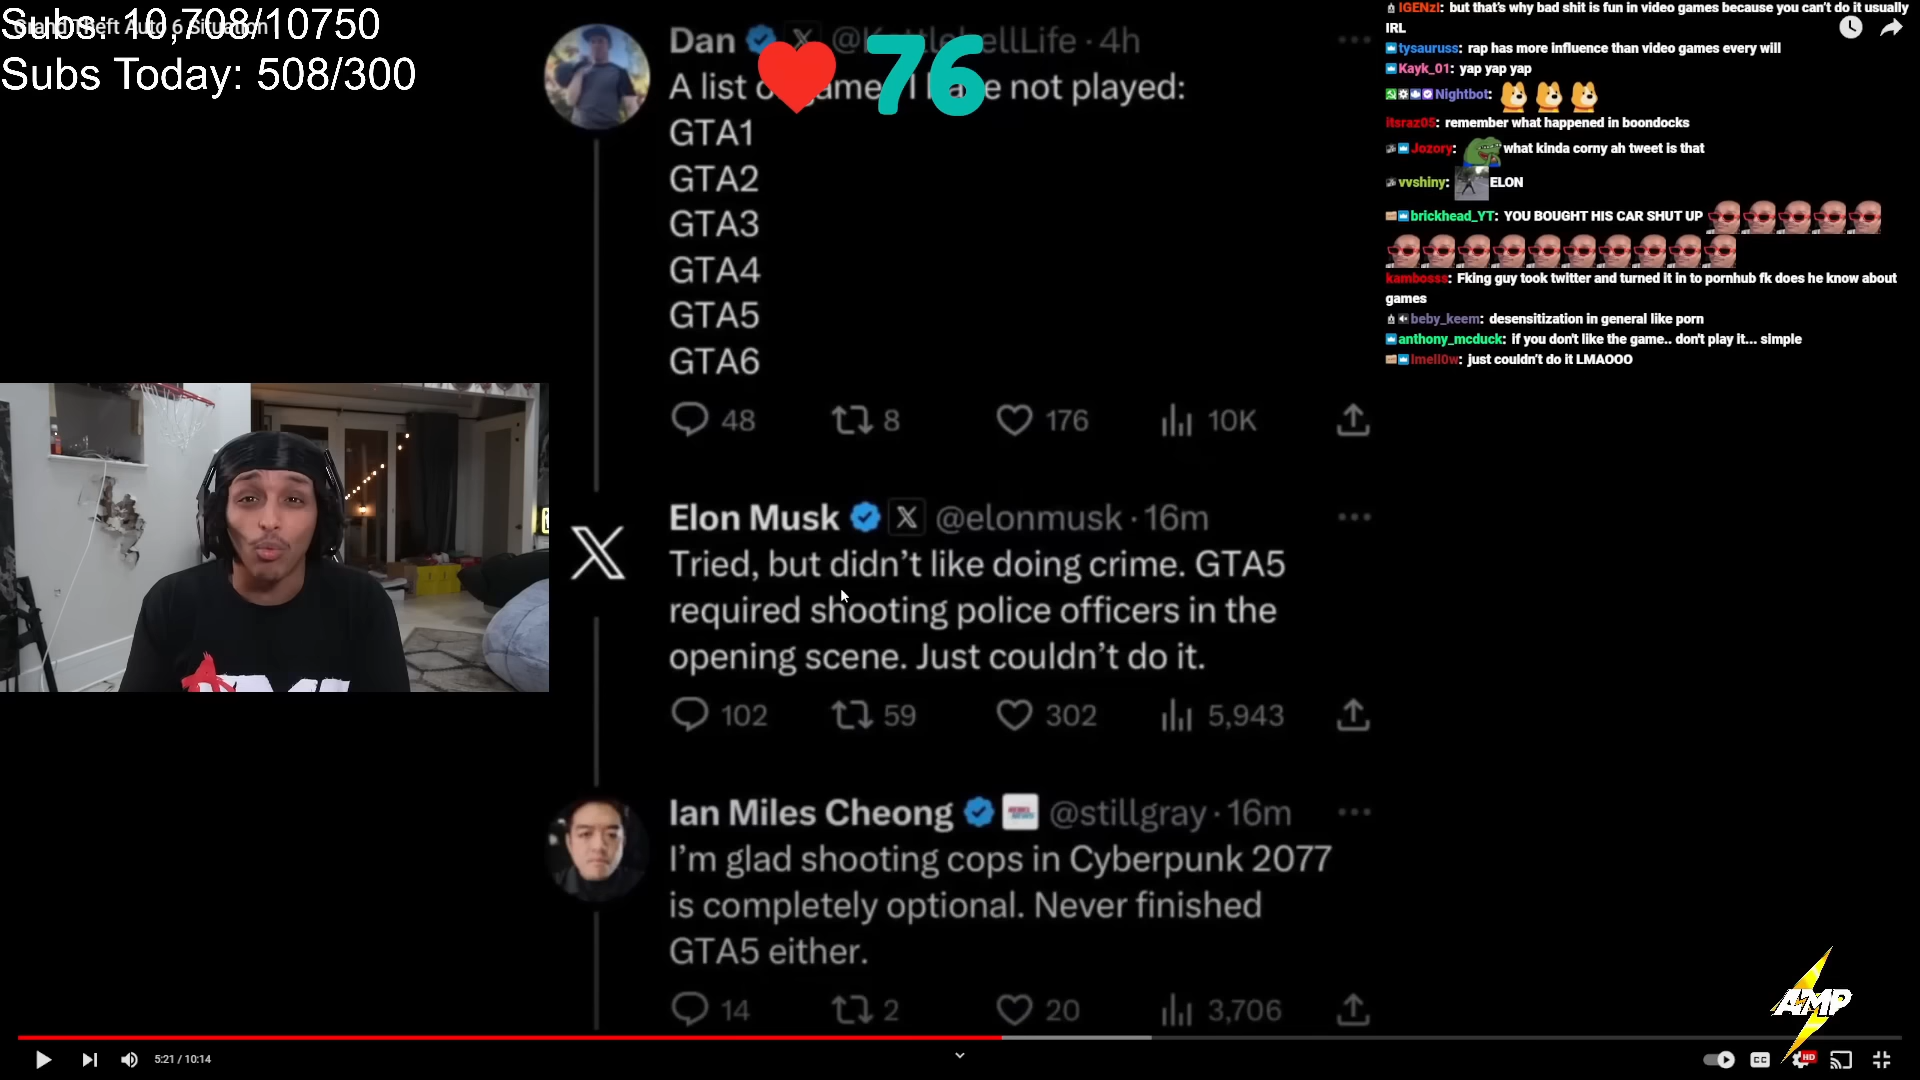 Subs: 10,708/10750
Subs Today: 508/300
76
Dan 4h
A list of games I have not played:
GTA1
GTA2
GTA3
GTA4
GTA5
GTA6
48 8 176 10K
Elon Musk @elonmusk · 16m
Tried, but didn't like doing crime. GTA5
required shooting police officers in the
opening scene. Just couldn't do it.
102 59 302 5,943
Ian Miles Cheong @stillgray · 16m
I'm glad shooting cops in Cyberpunk 2077
is completely optional. Never finished
GTA5 either.
14 2 20 3,706
IGENzi: but that's why bad shit is fun in video games because you can't do it usually
IRL
tysauruss: rap has more influence than video games every will
Kayk_01: yap yap yap
Nightbot:
itsraz05: remember what happened in boondocks
Jozory: what kinda corny ah tweet is that
vvshiny: ELON
brickhead_YT: YOU BOUGHT HIS CAR SHUT UP
kambosss: Fking guy took twitter and turned it in to pornhub fk does he know about
games
beby_keem: desensitization in general like porn
anthony_mcduck: if you don't like the game.. don't play it... simple
lmell0w: just couldn't do it LMAOOO
AMP
5:21 / 10:14
CC
HD